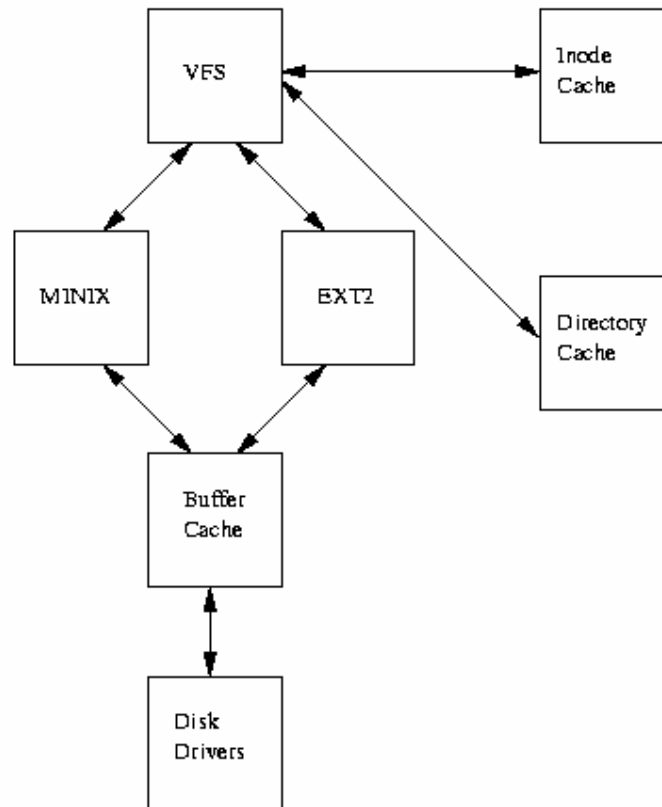 VFS
Inode
Cache
MINIX
EXT2
Directory
Cache
Buffer
Cache
Disk
Drivers